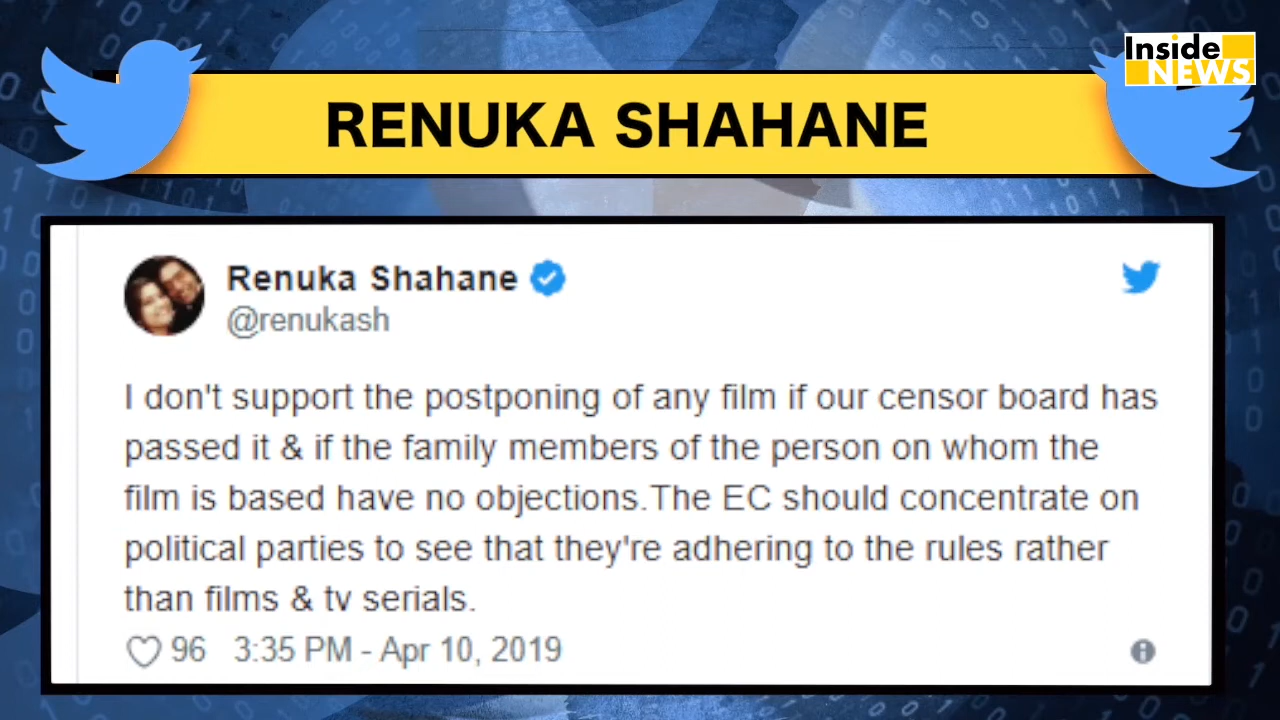 Inside
NEWS
RENUKA SHAHANE
Renuka Shahane
@renukash
I don't support the postponing of any film if our censor board has
passed it & if the family members of the person on whom the
film is based have no objections.The EC should concentrate on
political parties to see that they're adhering to the rules rather
than films & tv serials.
96 3:35 PM - Apr 10, 2019